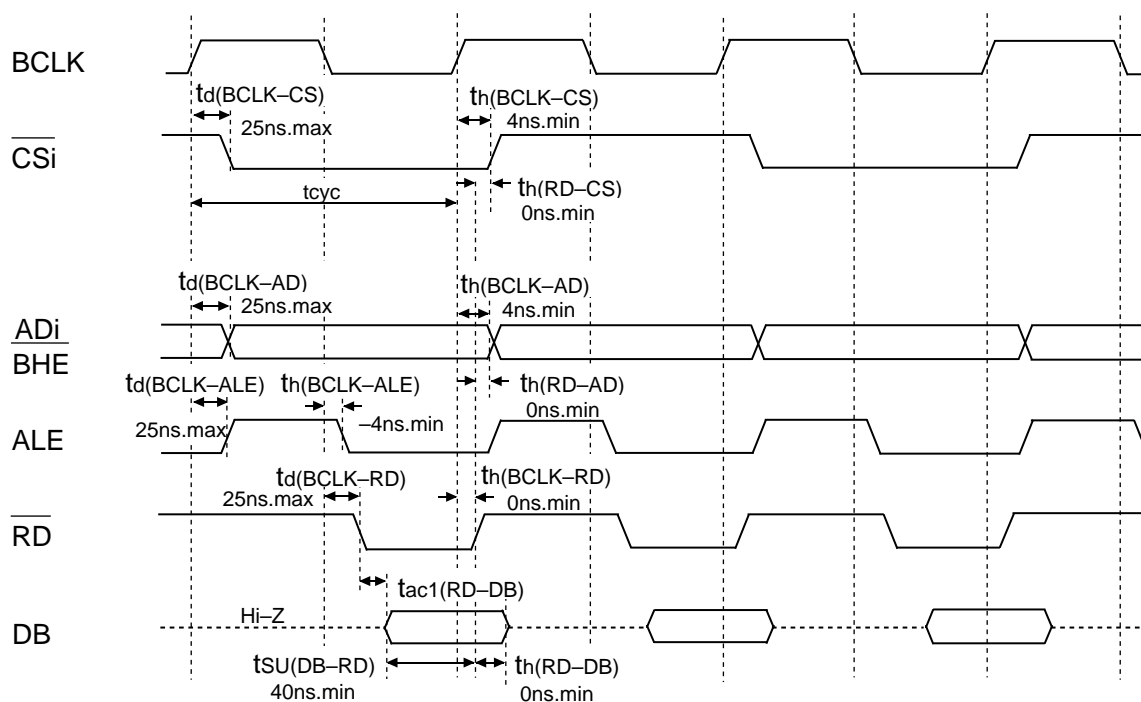 BCLK
td(BCLK–CS)
25ns.max
th(BCLK–CS)
4ns.min
CSi
tcyc
th(RD–CS)
0ns.min
td(BCLK–AD)
25ns.max
th(BCLK–AD)
4ns.min
ADi
BHE
td(BCLK–ALE)
25ns.max
th(BCLK–ALE)
–4ns.min
th(RD–AD)
0ns.min
ALE
td(BCLK–RD)
25ns.max
th(BCLK–RD)
0ns.min
RD
tac1(RD–DB)
Hi–Z
DB
tSU(DB–RD)
40ns.min
th(RD–DB)
0ns.min